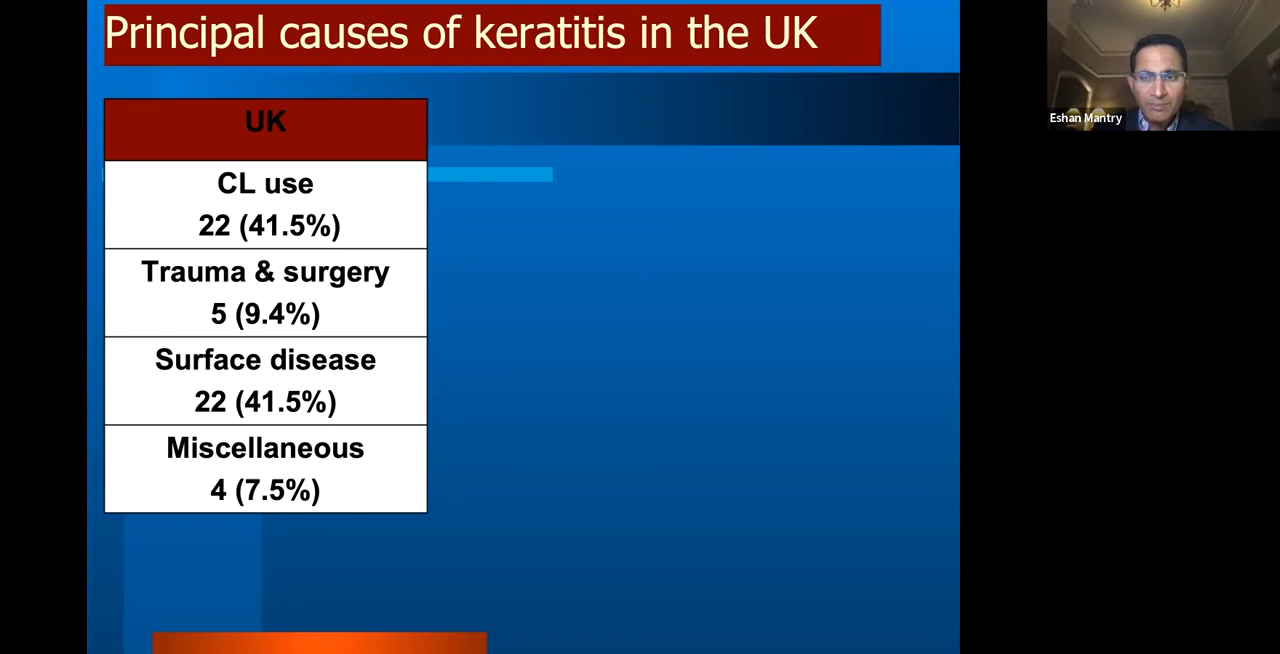 Principal causes of keratitis in the UK
Eshan Mantry
UK
CL use
22 (41.5%)
Trauma & surgery
5 (9.4%)
Surface disease
22 (41.5%)
Miscellaneous
4 (7.5%)